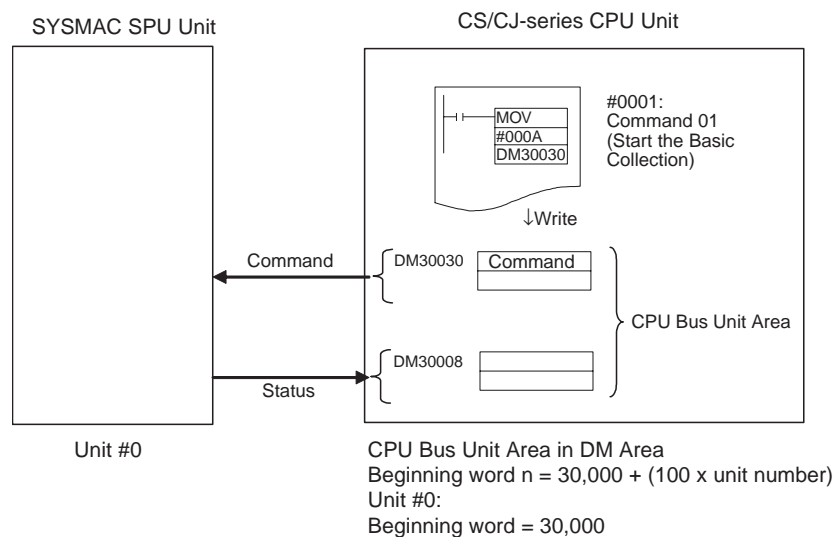 SYSMAC SPU Unit
CS/CJ-series CPU Unit
MOV
#000A
DM30030
#0001:
Command 01
(Start the Basic
Collection)
↓Write
Command
DM30030
Command
CPU Bus Unit Area
DM30008
Status
Unit #0
CPU Bus Unit Area in DM Area
Beginning word n = 30,000 + (100 x unit number)
Unit #0:
Beginning word = 30,000